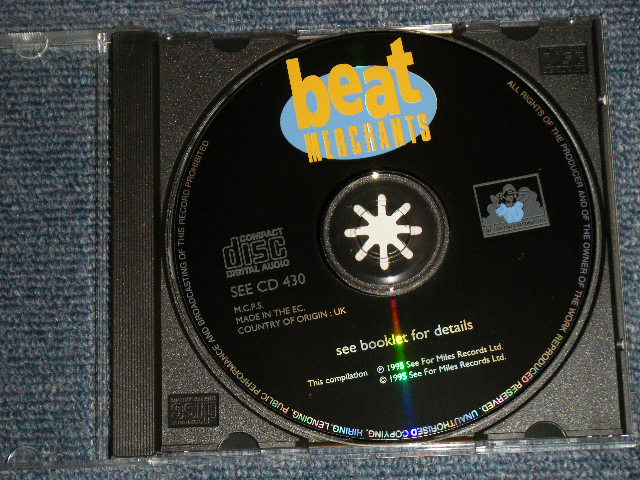 beat
MERCHANTS
COMPACT
disc
DIGITAL AUDIO
SEE CD 430
M.C.P.S.
MADE IN THE EC.
COUNTRY OF ORIGIN : UK
see booklet for details
This compilation ℗ 1995 See For Miles Records Ltd.
© 1995 See For Miles Records Ltd.
ALL RIGHTS OF THE PRODUCER AND OF THE OWNER OF THE WORK REPRODUCED RESERVED. UNAUTHORISED COPYING, HIRING, LENDING, PUBLIC PERFORMANCE AND BROADCASTING OF THIS RECORD PROHIBITED